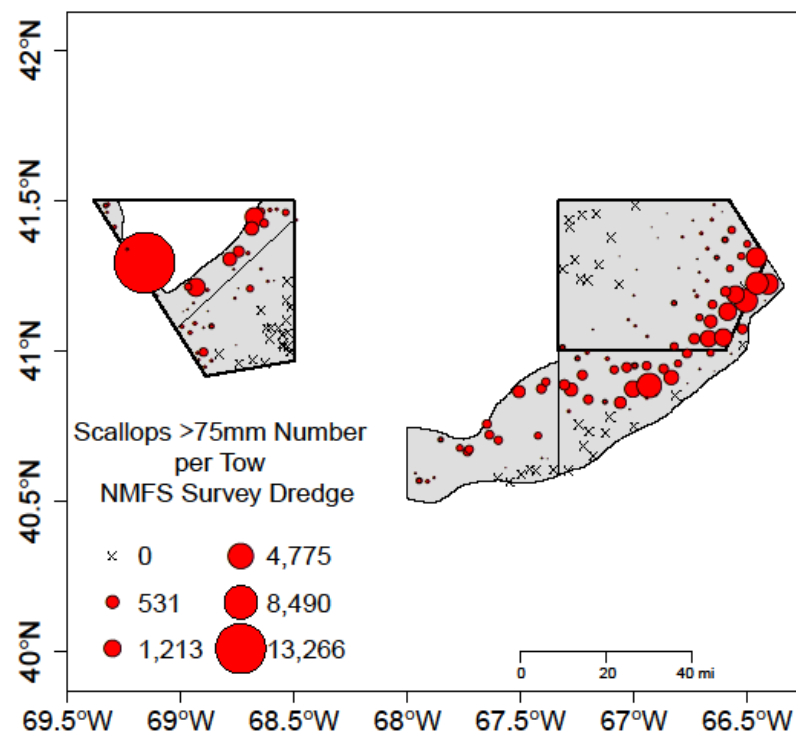 42°N
41.5°N
41°N
40.5°N
40°N
Scallops >75mm Number
per Tow
NMFS Survey Dredge
0 4,775
531 8,490
1,213 13,266
0 20 40 mi
69.5°W 69°W 68.5°W 68°W 67.5°W 67°W 66.5°W